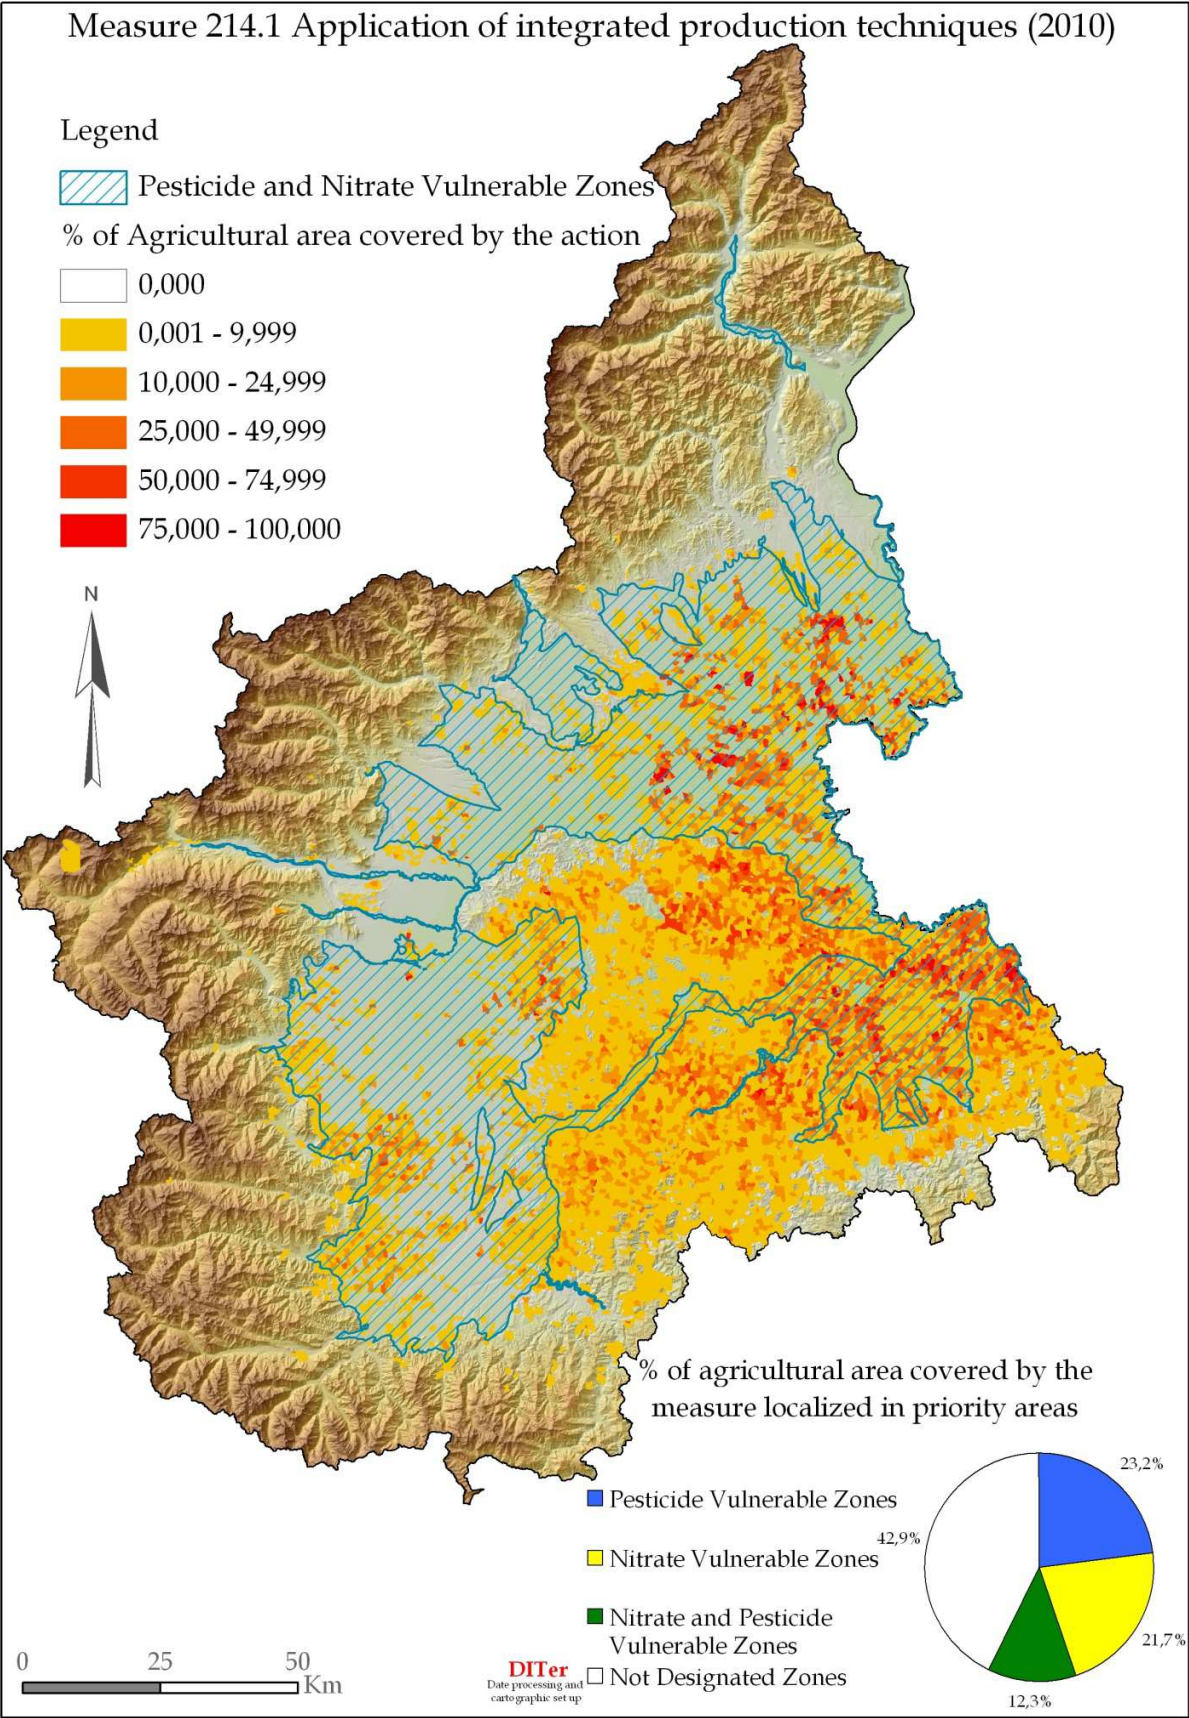 Measure 214.1 Application of integrated production techniques (2010)
Legend
Pesticide and Nitrate Vulnerable Zones
% of Agricultural area covered by the action
0,000
0,001 - 9,999
10,000 - 24,999
25,000 - 49,999
50,000 - 74,999
75,000 - 100,000
N
% of agricultural area covered by the
measure localized in priority areas
23,2%
Pesticide Vulnerable Zones
42,9%
Nitrate Vulnerable Zones
Nitrate and Pesticide
Vulnerable Zones
21,7%
Not Designated Zones
12,3%
0 25 50
Km
DITer
Date processing and
cartographic set up